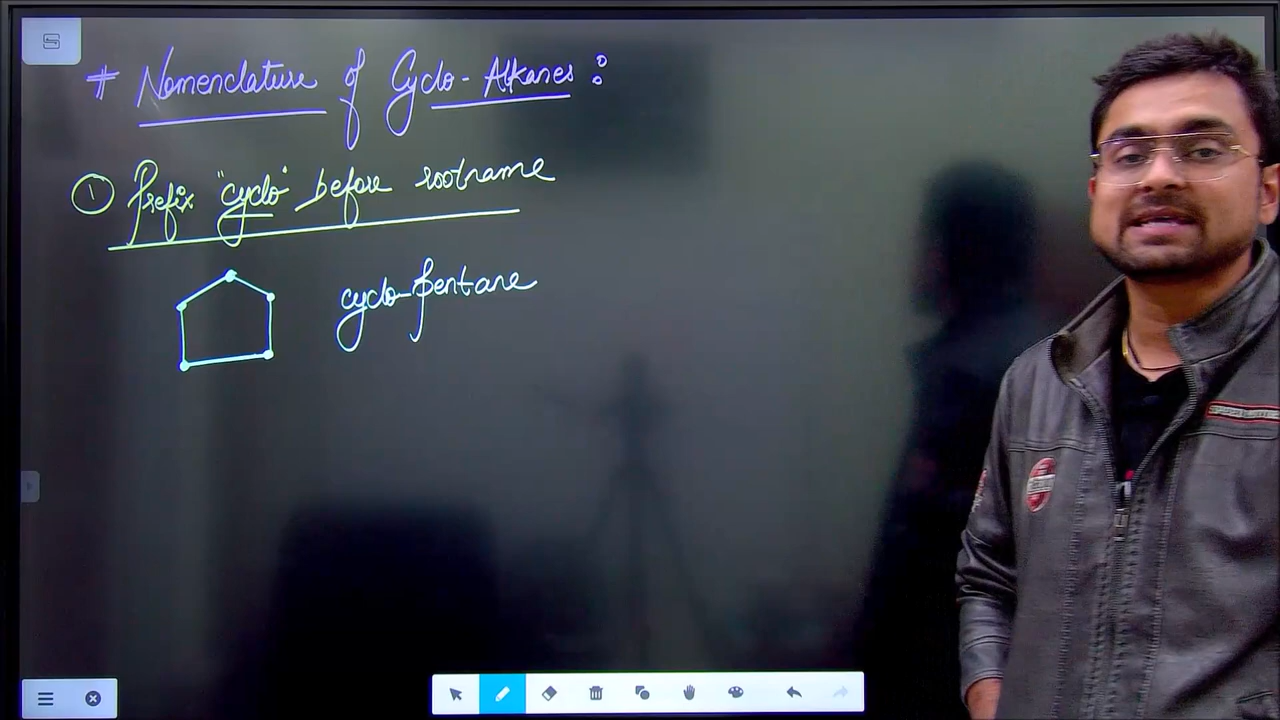 # Nomenclature of Cyclo-Alkanes :
① Prefix "cyclo" before rootname
cyclo-pentane